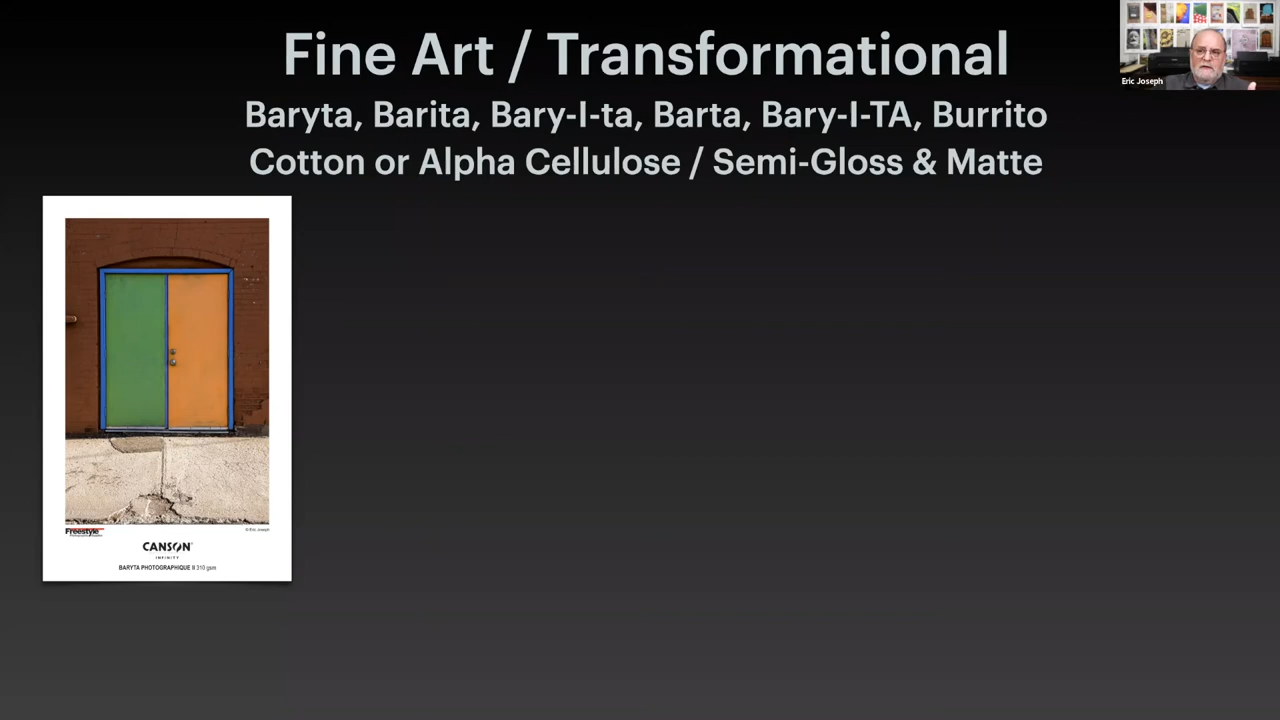 Fine Art / Transformational
Baryta, Barita, Bary-I-ta, Barta, Bary-I-TA, Burrito
Cotton or Alpha Cellulose / Semi-Gloss & Matte
Eric Joseph
Freestyle
© Eric Joseph
CANSON
INFINITY
BARYTA PHOTOGRAPHIQUE II 310 gsm